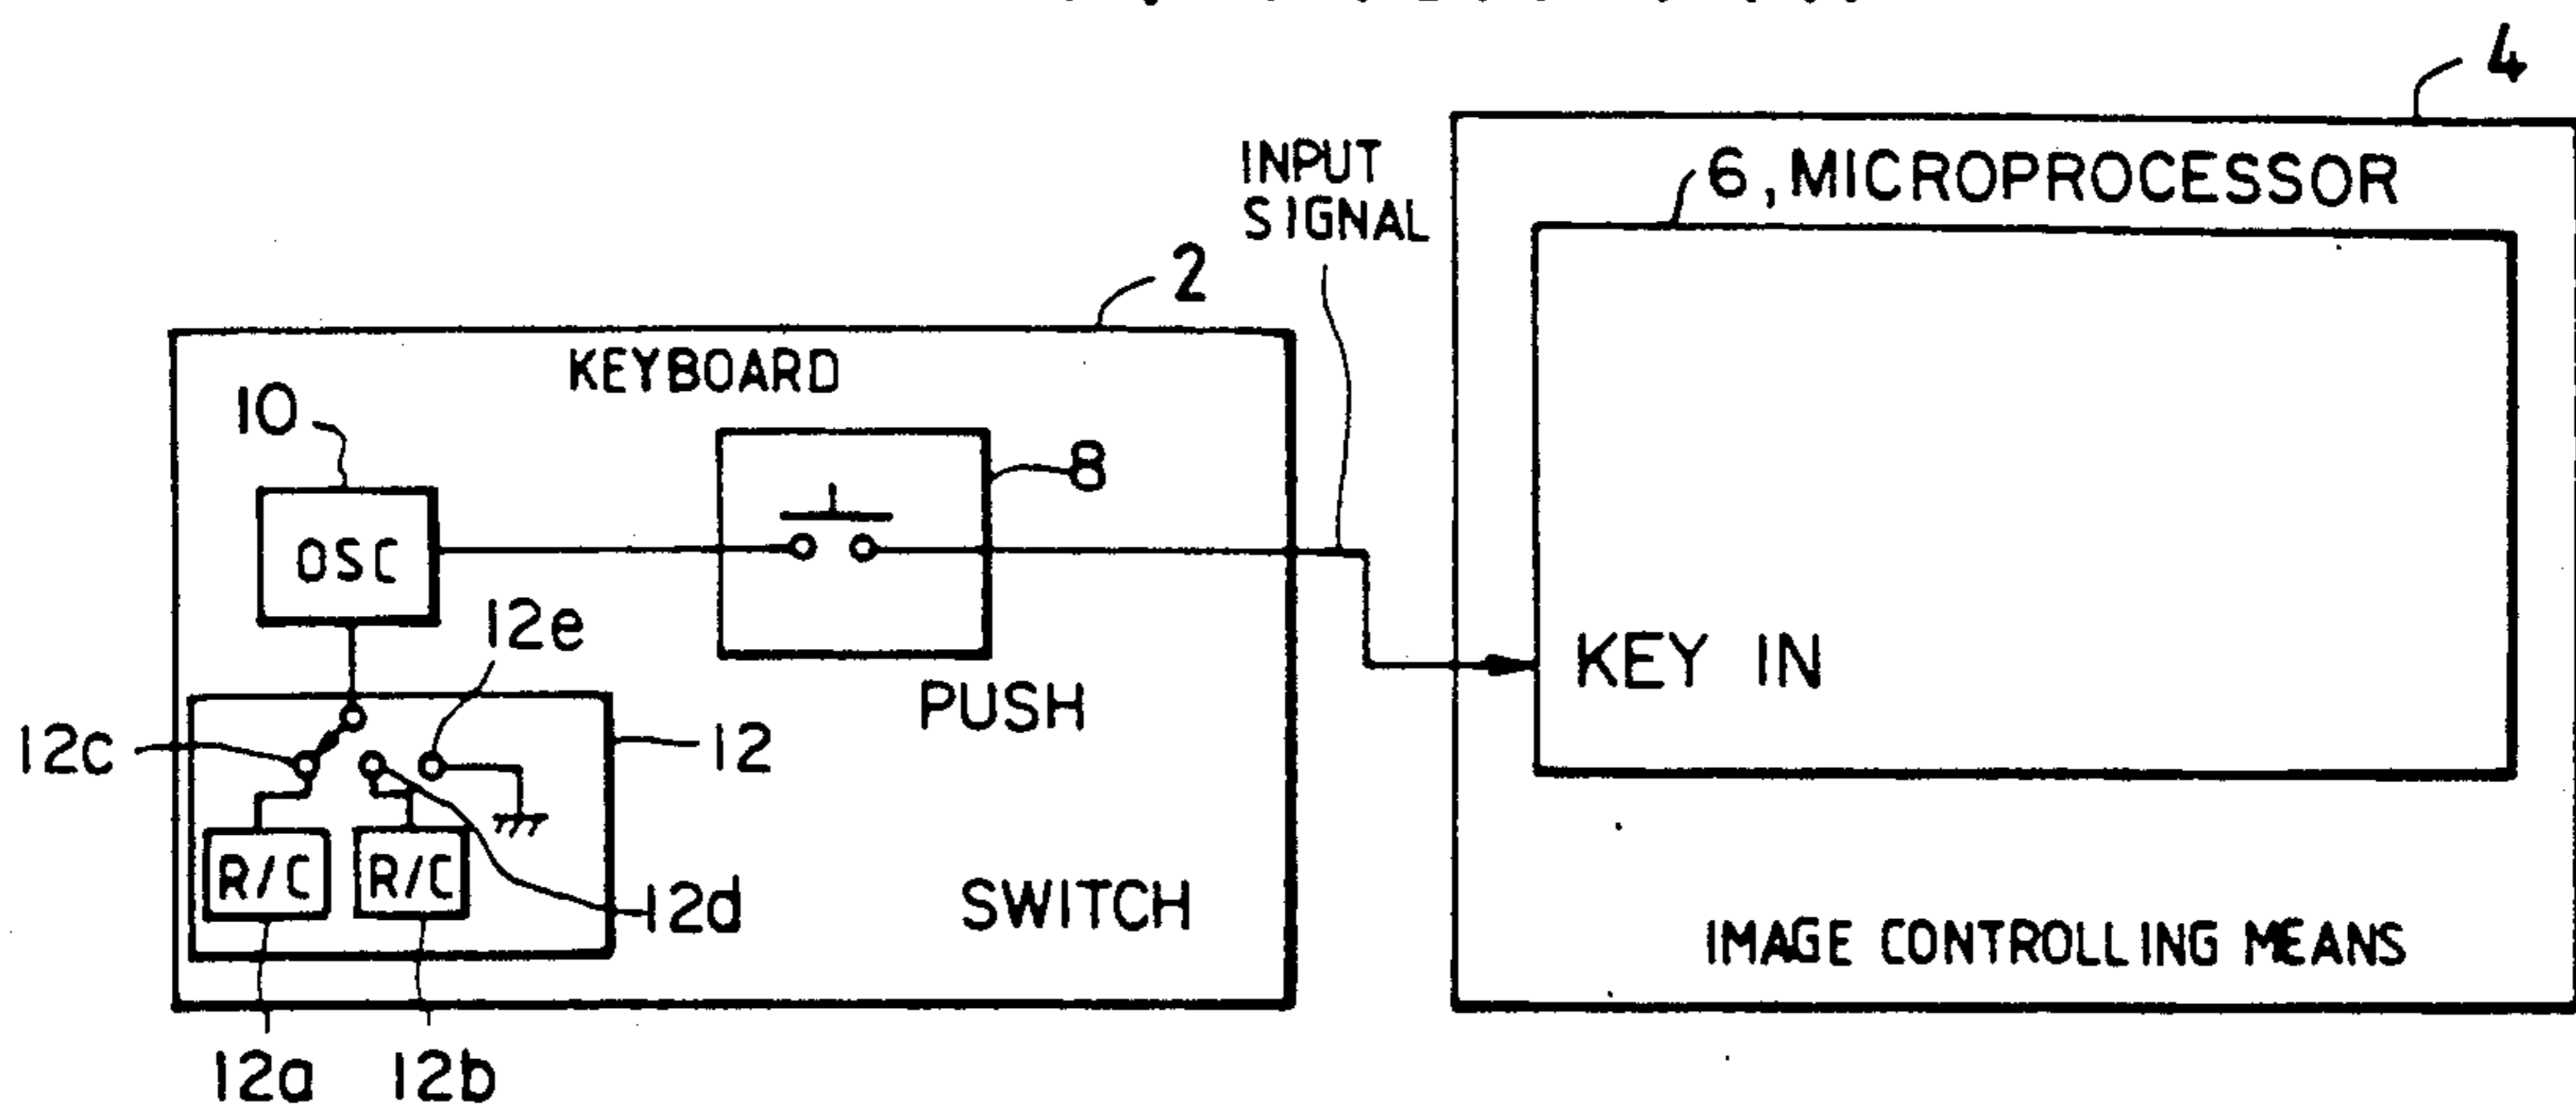 4
6, MICROPROCESSOR
INPUT
SIGNAL
2
KEYBOARD
10
8
OSC
12e
KEY IN
PUSH
12c
12
R/C
R/C
12d
SWITCH
IMAGE CONTROLLING MEANS
12a
12b